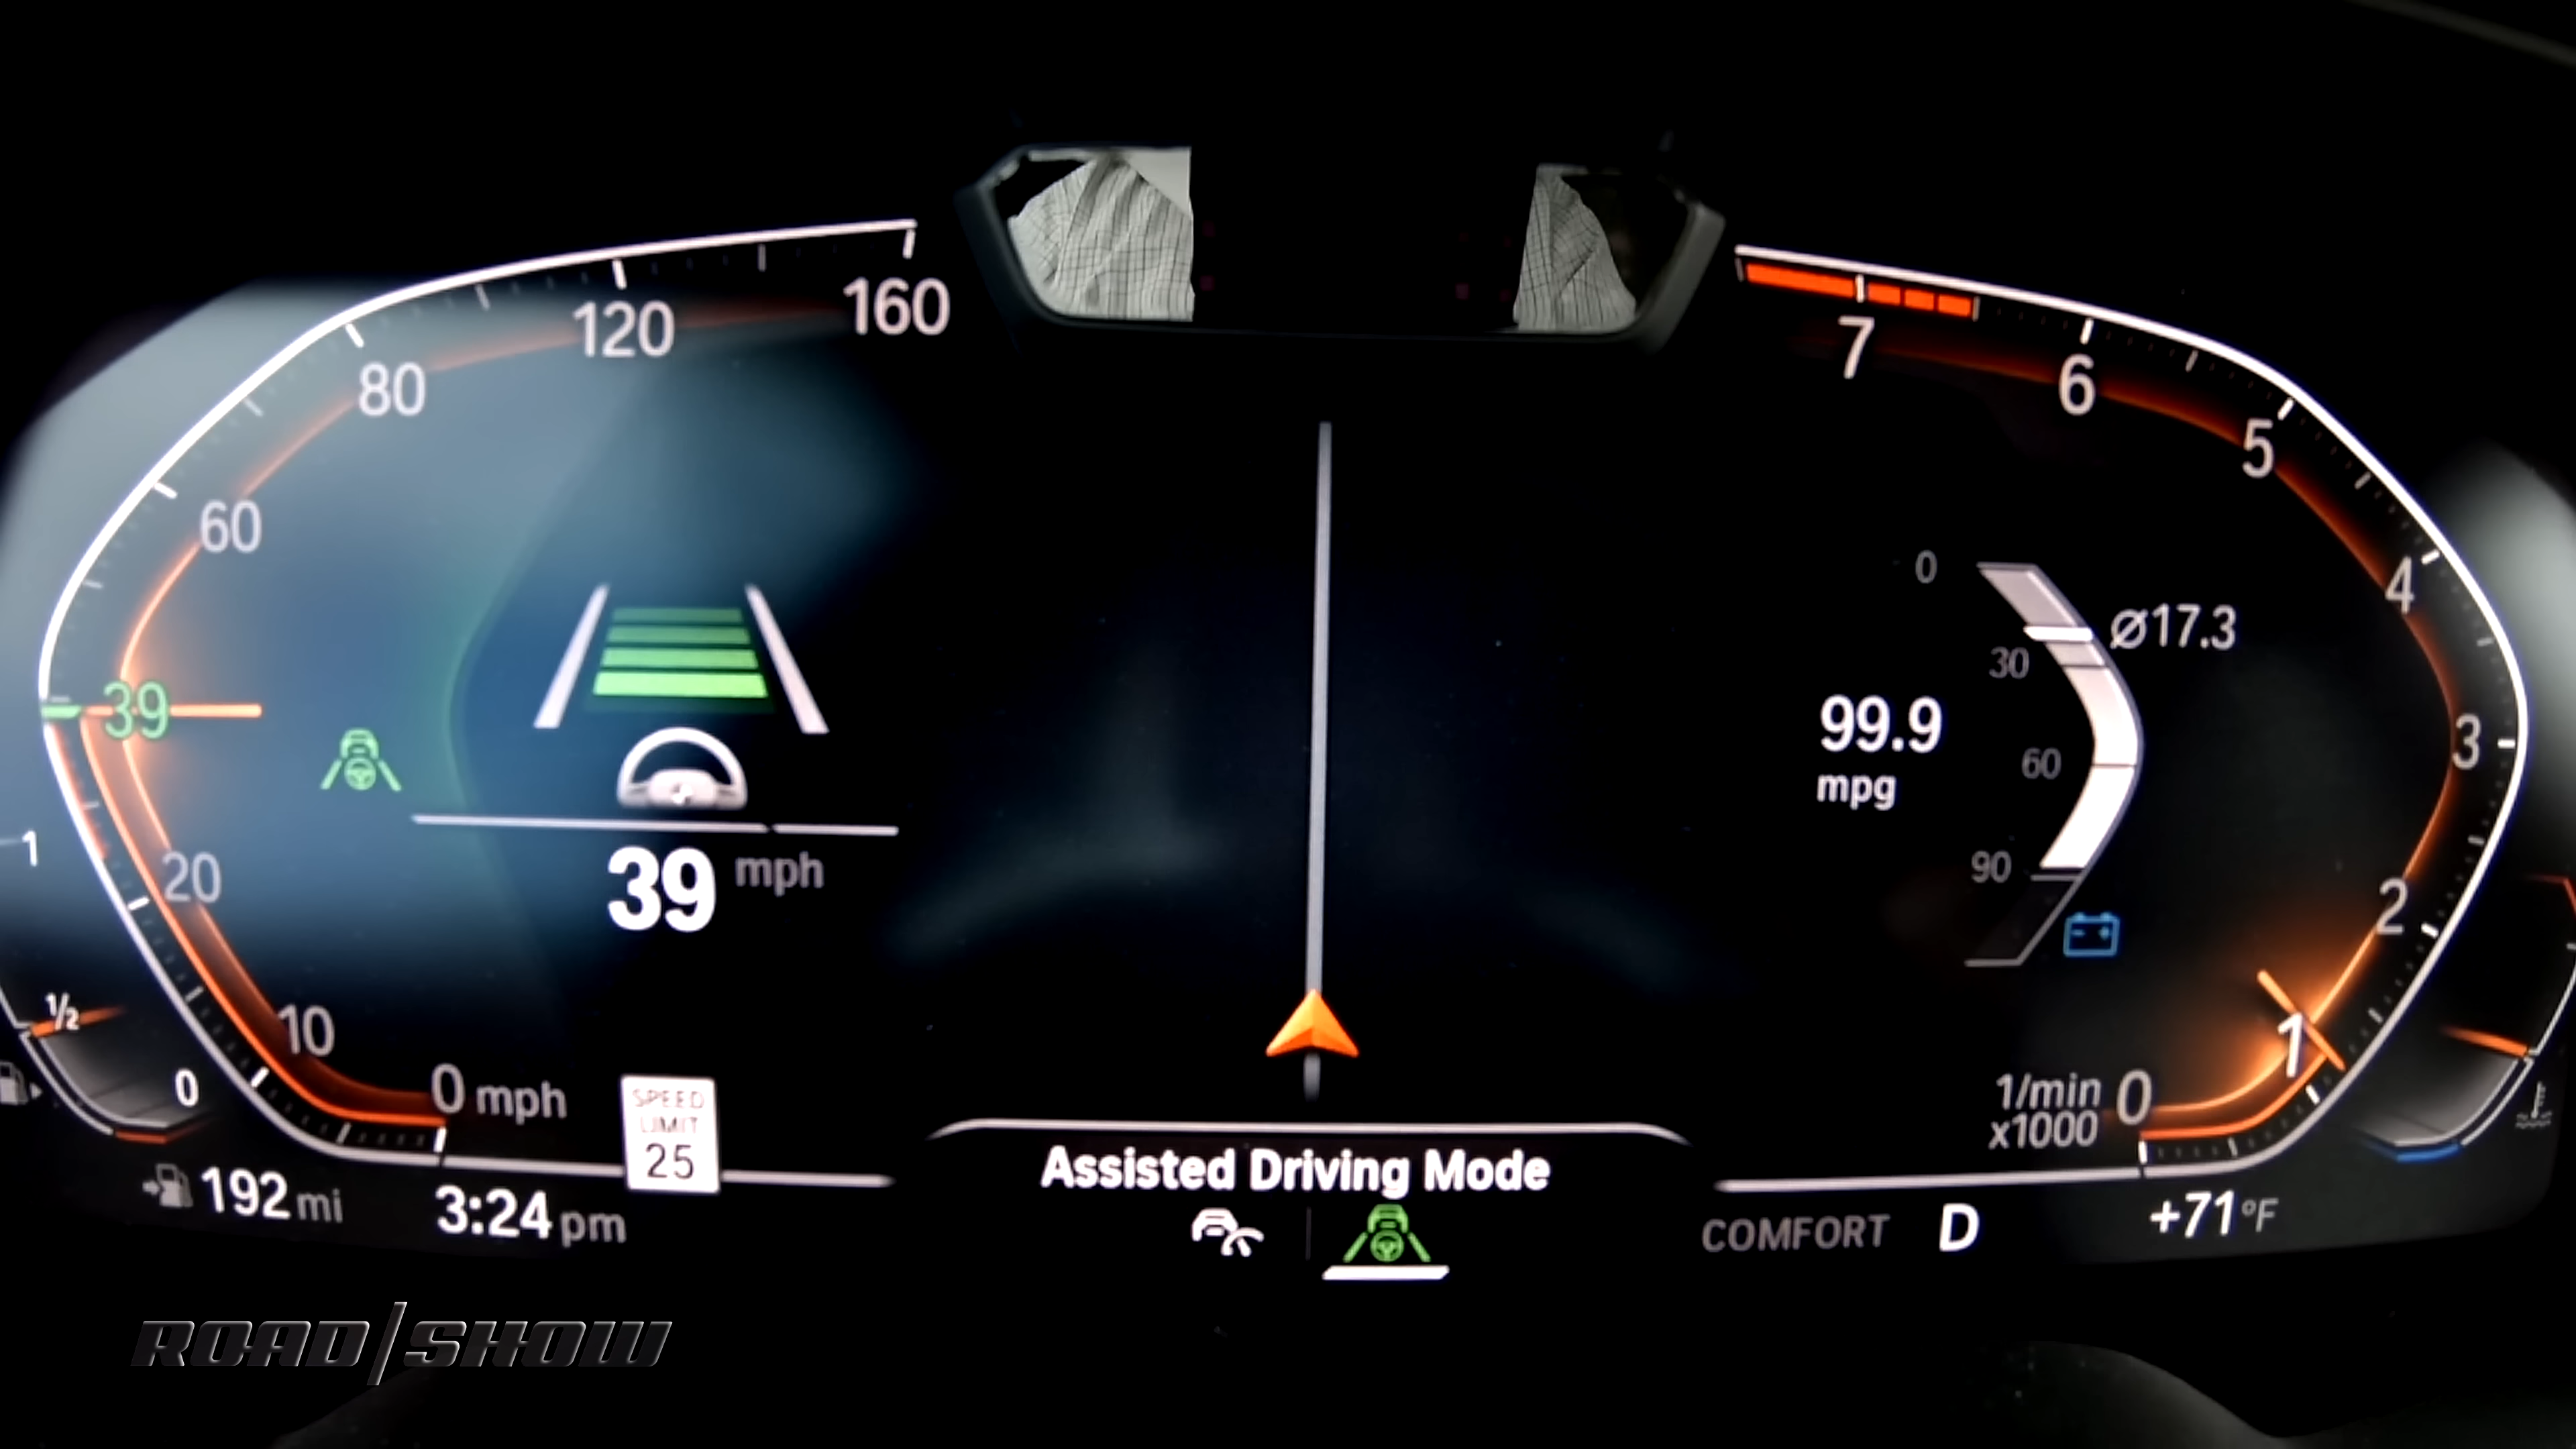 160
120
80
60
39
20
10
0 mph
1
½
0
39 mph
SPEED
LIMIT
25
192 mi
3:24 pm
Assisted Driving Mode
7
6
5
4
3
2
1
0
1/min
x1000
0
30
60
90
ø17.3
99.9
mpg
COMFORT D
+71 °F
ROAD/SHOW